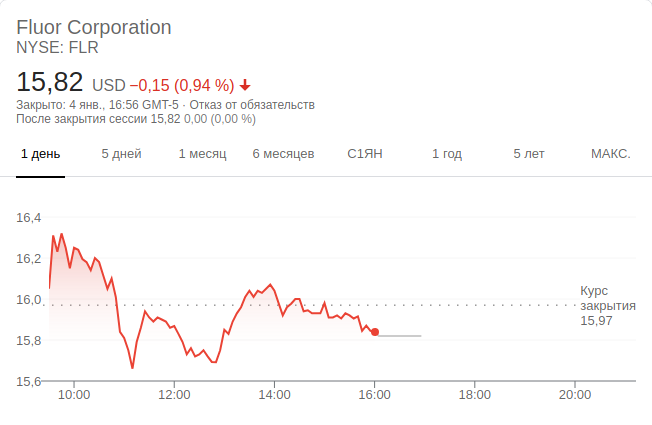 Fluor Corporation
NYSE: FLR
15,82 USD −0,15 (0,94 %)
Закрыто: 4 янв., 16:56 GMT-5 · Отказ от обязательств
После закрытия сессии 15,82 0,00 (0,00 %)
1 день 5 дней 1 месяц 6 месяцев С1ЯН 1 год 5 лет МАКС.
16,4
16,2
16,0
15,8
15,6
Курс
закрытия
15,97
10:00 12:00 14:00 16:00 18:00 20:00